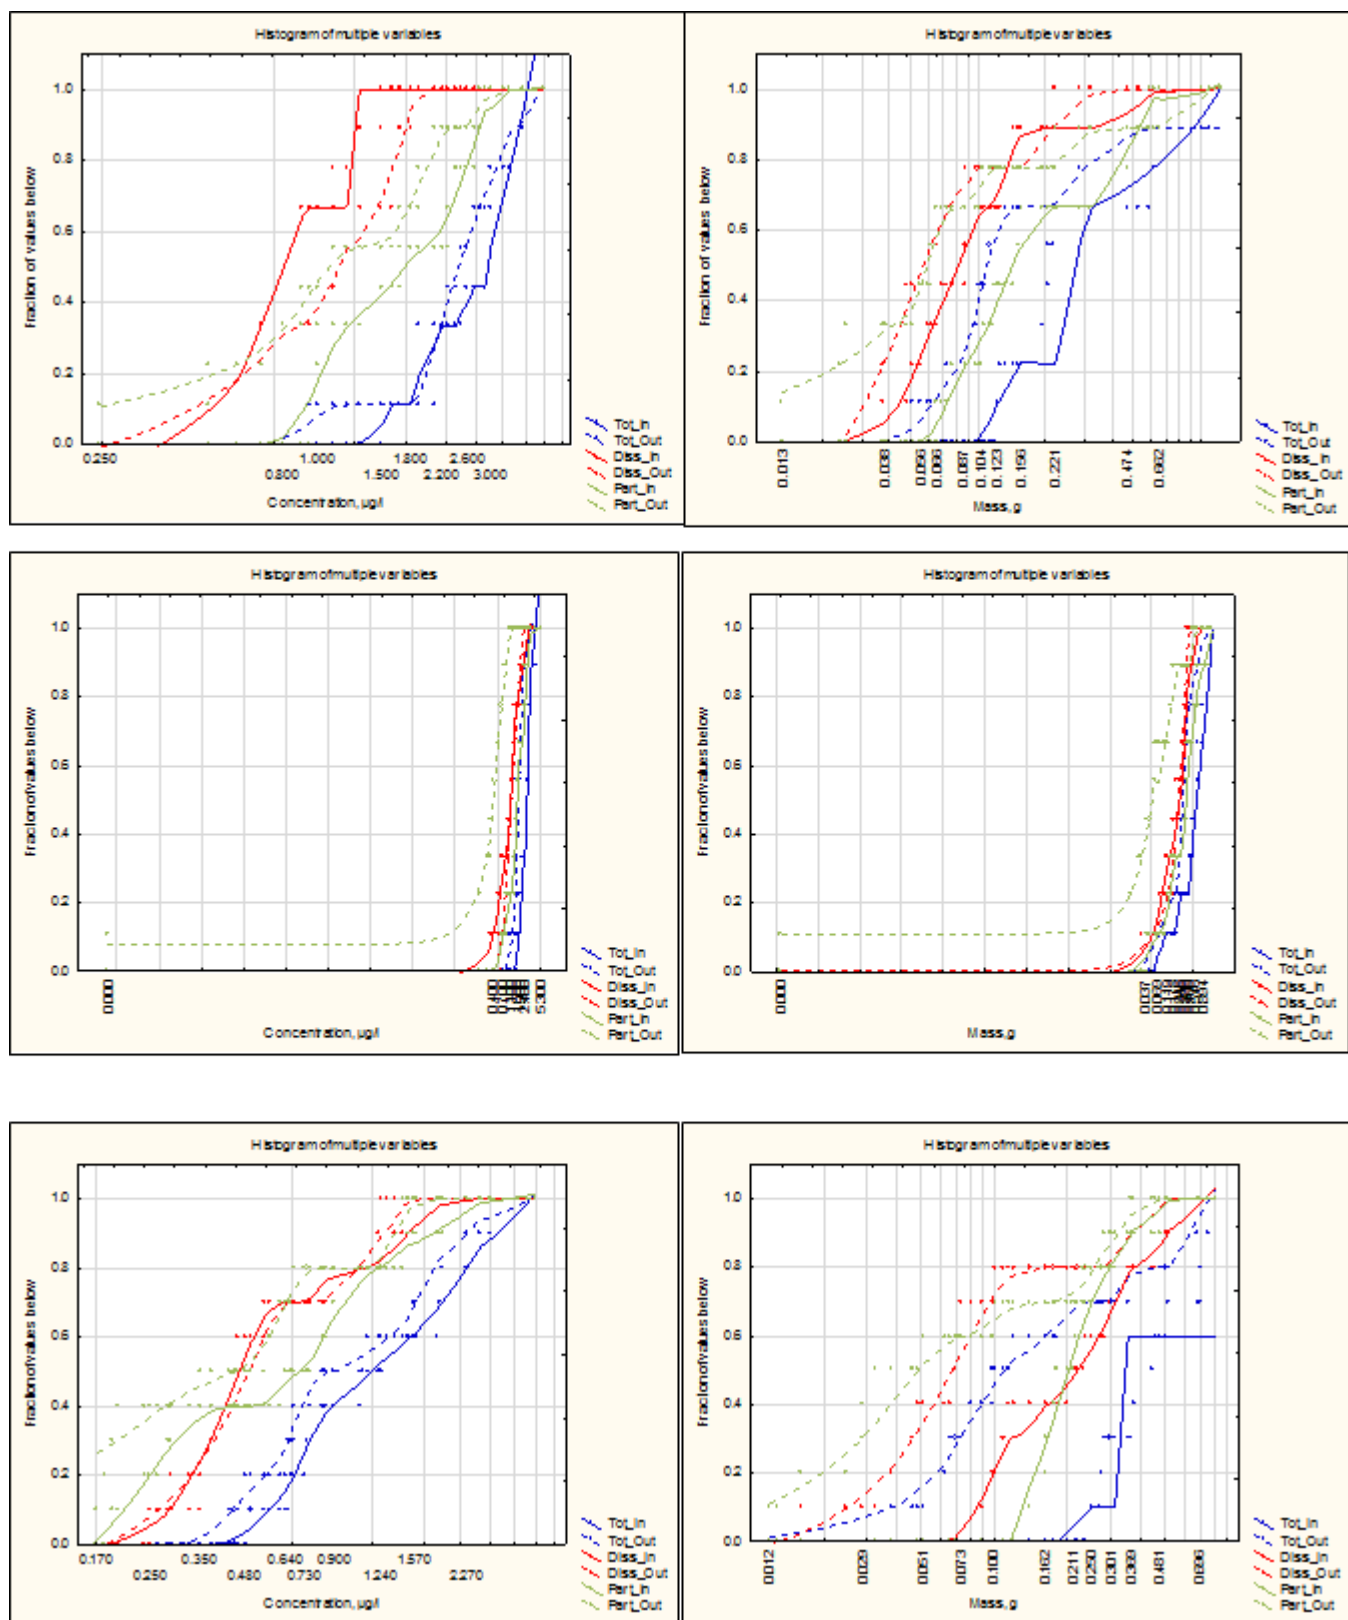 Histogram of multiple variables
Fraction of values below
1.0
0.8
0.6
0.4
0.2
0.0
0.250
1.000
1.800
2.600
0.800
1.500
2.200
3.000
Concentration, µg/l
Tot_In
Tot_Out
Diss_In
Diss_Out
Part_In
Part_Out
Histogram of multiple variables
Fraction of values below
1.0
0.8
0.6
0.4
0.2
0.0
0.013
0.038
0.056
0.066
0.087
0.104
0.123
0.156
0.221
0.474
0.662
Mass, g
Tot_In
Tot_Out
Diss_In
Diss_Out
Part_In
Part_Out
Histogram of multiple variables
Fraction of values below
1.0
0.8
0.6
0.4
0.2
0.0
0.000
0.400
5.300
Concentration, µg/l
Tot_In
Tot_Out
Diss_In
Diss_Out
Part_In
Part_Out
Histogram of multiple variables
Fraction of values below
1.0
0.8
0.6
0.4
0.2
0.0
0.000
0.037
Mass, g
Tot_In
Tot_Out
Diss_In
Diss_Out
Part_In
Part_Out
Histogram of multiple variables
Fraction of values below
1.0
0.8
0.6
0.4
0.2
0.0
0.170
0.350
0.640
0.900
1.570
0.250
0.480
0.730
1.240
2.270
Concentration, µg/l
Tot_In
Tot_Out
Diss_In
Diss_Out
Part_In
Part_Out
Histogram of multiple variables
Fraction of values below
1.0
0.8
0.6
0.4
0.2
0.0
0.012
0.029
0.051
0.073
0.100
0.162
0.211
0.250
0.301
0.369
0.481
0.696
Mass, g
Tot_In
Tot_Out
Diss_In
Diss_Out
Part_In
Part_Out